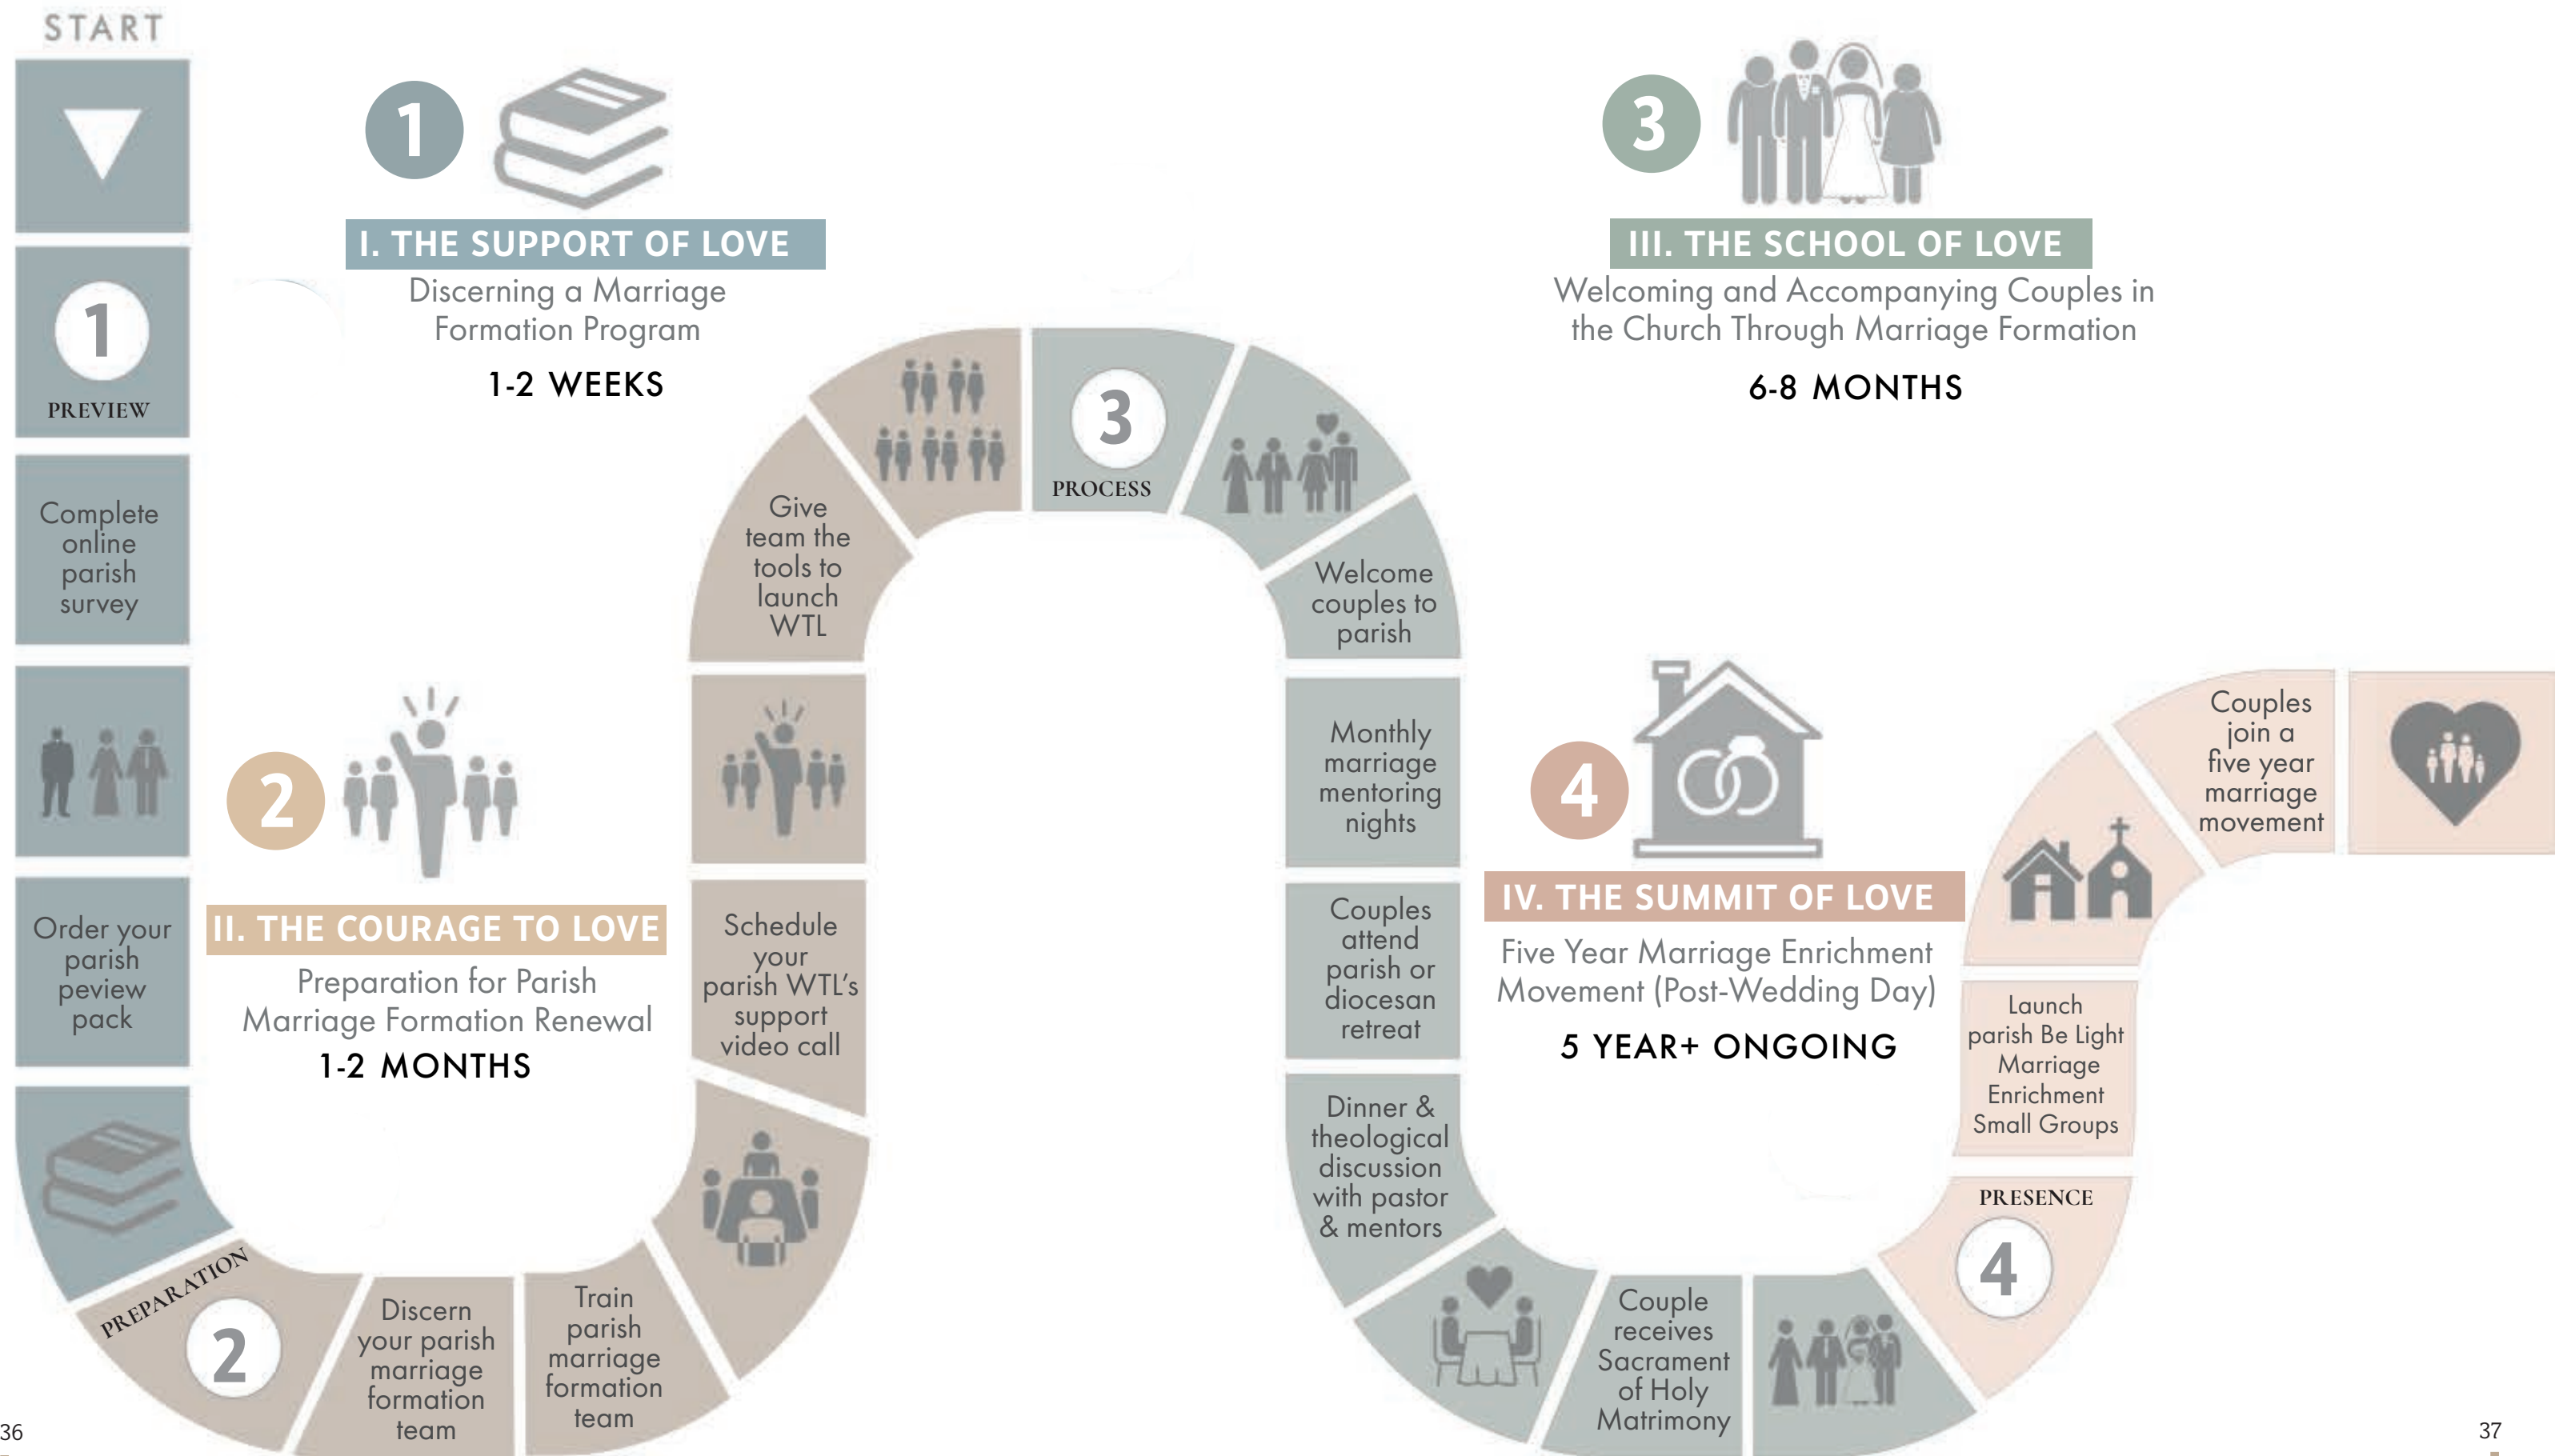 START
1
PREVIEW
Complete
online
parish
survey
Order your
parish
peview
pack
1
I. THE SUPPORT OF LOVE
Discerning a Marriage
Formation Program
1-2 WEEKS
2
II. THE COURAGE TO LOVE
Preparation for Parish
Marriage Formation Renewal
1-2 MONTHS
PREPARATION
2
Discern
your parish
marriage
formation
team
Train
parish
marriage
formation
team
Schedule
your
parish WTL’s
support
video call
Give
team the
tools to
launch
WTL
3
III. THE SCHOOL OF LOVE
Welcoming and Accompanying Couples in
the Church Through Marriage Formation
6-8 MONTHS
3
PROCESS
Welcome
couples to
parish
Monthly
marriage
mentoring
nights
Couples
attend
parish or
diocesan
retreat
Dinner &
theological
discussion
with pastor
& mentors
Couple
receives
Sacrament
of Holy
Matrimony
4
IV. THE SUMMIT OF LOVE
Five Year Marriage Enrichment
Movement (Post-Wedding Day)
5 YEAR+ ONGOING
PRESENCE
4
Launch
parish Be Light
Marriage
Enrichment
Small Groups
Couples
join a
five year
marriage
movement
36
37